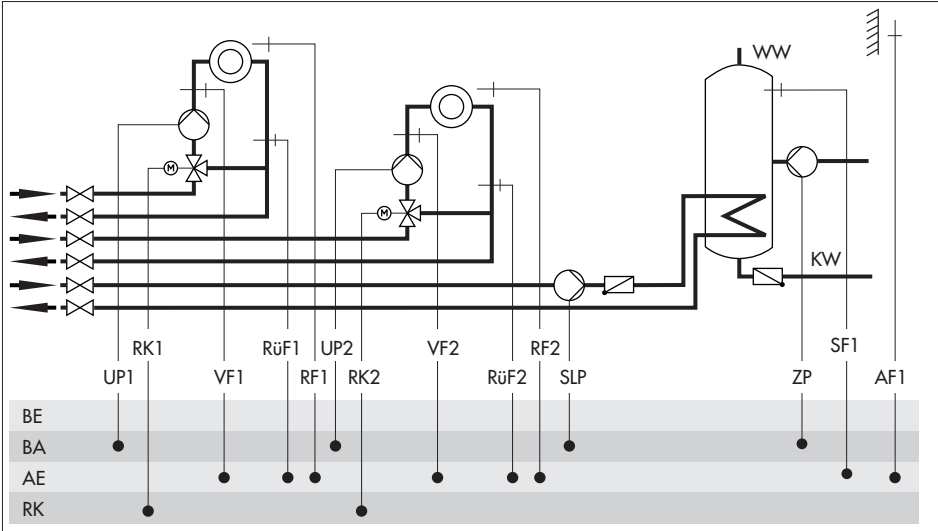 WW
M
M
KW
RK1 RüF1 UP2 VF2 RF2 SF1
UP1 VF1 RF1 RK2 RüF2 SLP ZP AF1
BE
BA
AE
RK